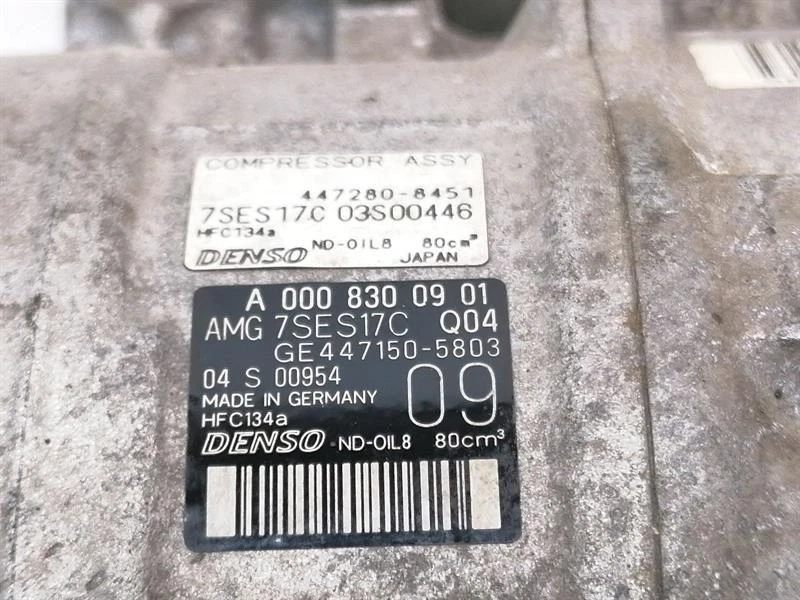 COMPRESSOR ASSY
447280-8451
7SES17C 03S00446
HFC134a
ND-OIL8 80cm³
DENSO JAPAN
A 000 830 09 01
AMG 7SES17C Q04
GE447150-5803
04 S 00954 09
MADE IN GERMANY
HFC134a
DENSO ND-OIL8 80cm³